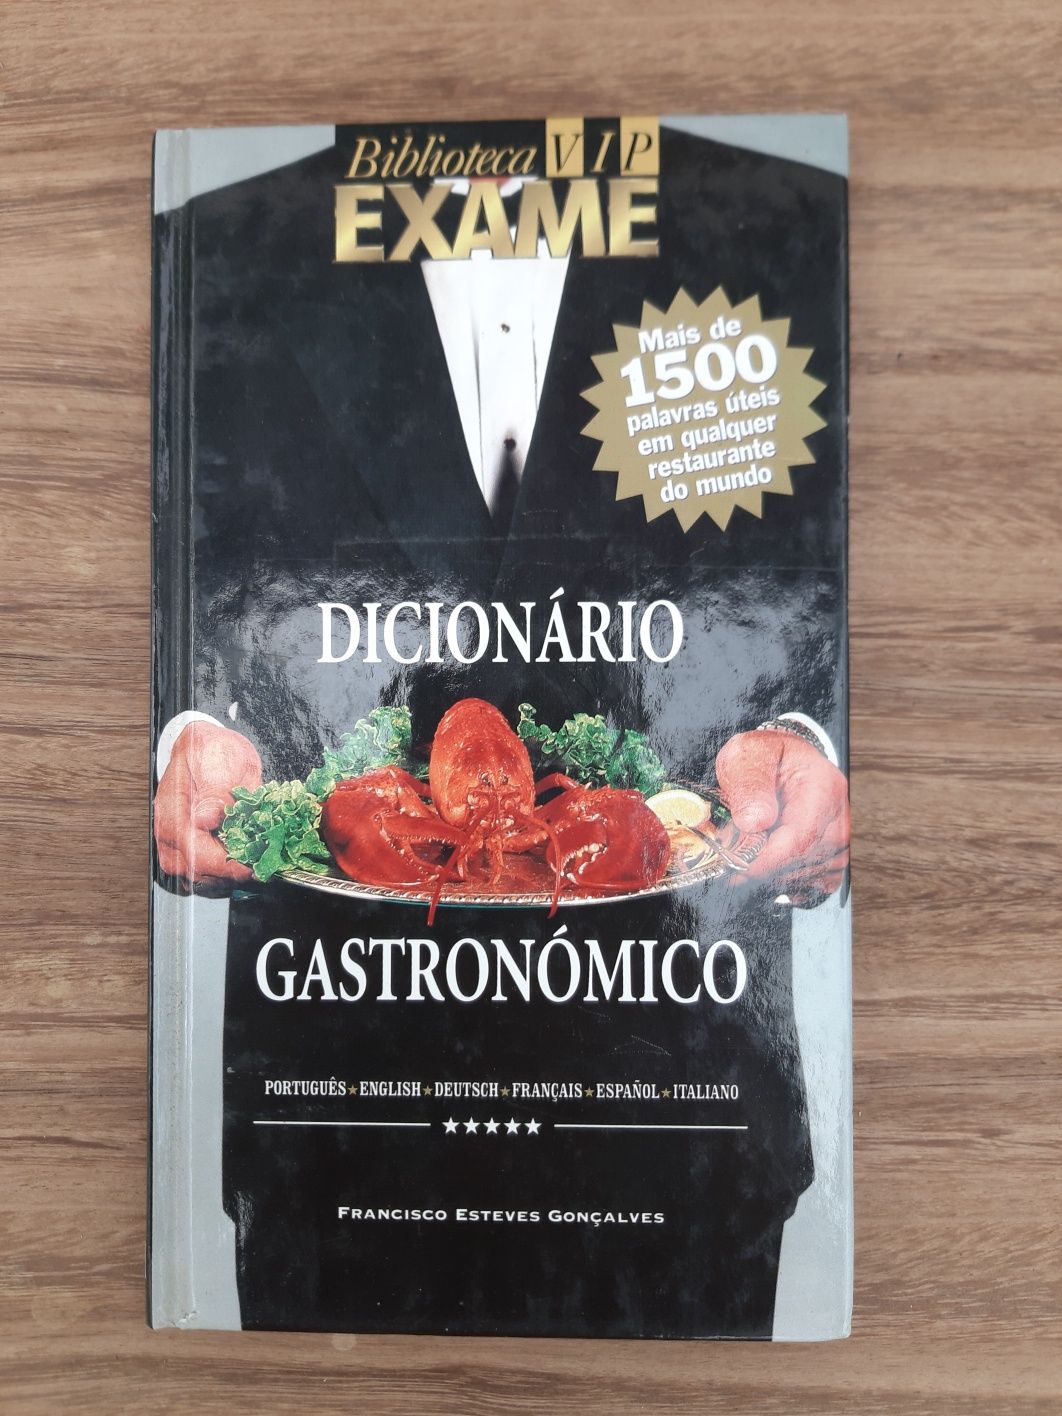 Biblioteca VIP
EXAME
Mais de
1500
palavras úteis
em qualquer
restaurante
do mundo
DICIONÁRIO
GASTRONÓMICO
PORTUGUÊS★ENGLISH★DEUTSCH★FRANÇAIS★ESPAÑOL★ITALIANO
★★★★★
FRANCISCO ESTEVES GONÇALVES